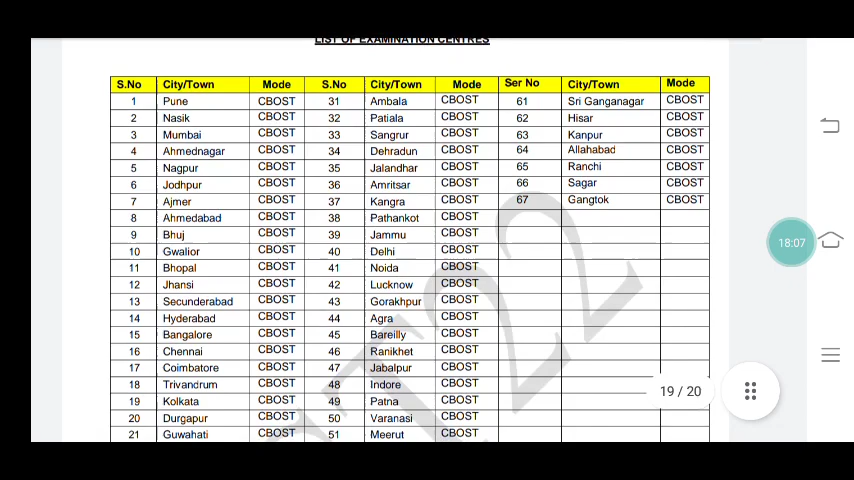 LIST OF EXAMINATION CENTRES
S.No City/Town Mode S.No City/Town Mode Ser No City/Town Mode
1 Pune CBOST 31 Ambala CBOST 61 Sri Ganganagar CBOST
2 Nasik CBOST 32 Patiala CBOST 62 Hisar CBOST
3 Mumbai CBOST 33 Sangrur CBOST 63 Kanpur CBOST
4 Ahmednagar CBOST 34 Dehradun CBOST 64 Allahabad CBOST
5 Nagpur CBOST 35 Jalandhar CBOST 65 Ranchi CBOST
6 Jodhpur CBOST 36 Amritsar CBOST 66 Sagar CBOST
7 Ajmer CBOST 37 Kangra CBOST 67 Gangtok CBOST
8 Ahmedabad CBOST 38 Pathankot CBOST
9 Bhuj CBOST 39 Jammu CBOST
10 Gwalior CBOST 40 Delhi CBOST
11 Bhopal CBOST 41 Noida CBOST
12 Jhansi CBOST 42 Lucknow CBOST
13 Secunderabad CBOST 43 Gorakhpur CBOST
14 Hyderabad CBOST 44 Agra CBOST
15 Bangalore CBOST 45 Bareilly CBOST
16 Chennai CBOST 46 Ranikhet CBOST
17 Coimbatore CBOST 47 Jabalpur CBOST
18 Trivandrum CBOST 48 Indore CBOST
19 Kolkata CBOST 49 Patna CBOST
20 Durgapur CBOST 50 Varanasi CBOST
21 Guwahati CBOST 51 Meerut CBOST
18:07
19 / 20
T22